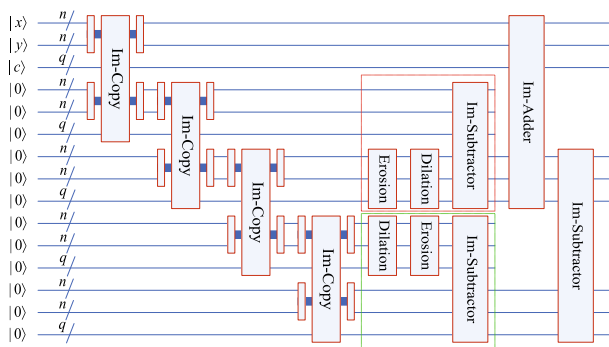 |x⟩ n
|y⟩ n
|c⟩ q
|0⟩ n
|0⟩ n
|0⟩ q
|0⟩ n
|0⟩ n
|0⟩ q
|0⟩ n
|0⟩ n
|0⟩ q
|0⟩ n
|0⟩ n
|0⟩ q
Im-Copy
Im-Copy
Im-Copy
Im-Copy
Erosion
Dilation
Im-Subtractor
Dilation
Erosion
Im-Subtractor
Im-Adder
Im-Subtractor